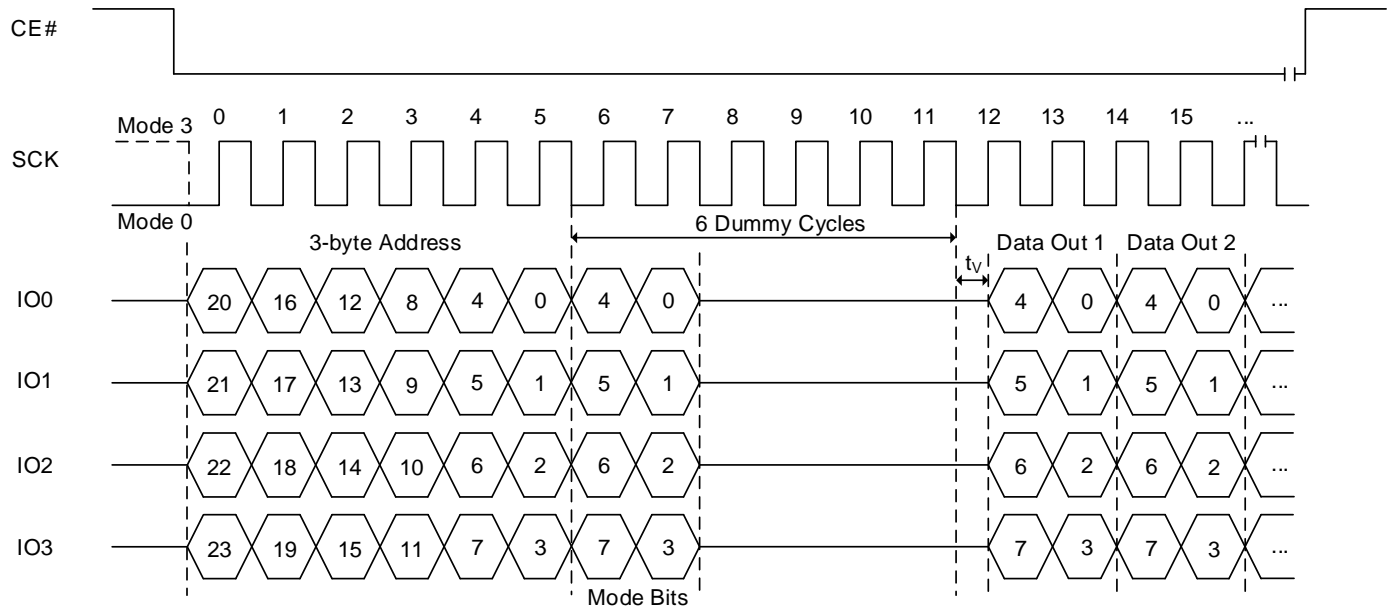 CE#
0 1 2 3 4 5 6 7 8 9 10 11 12 13 14 15 ...
Mode 3
SCK
Mode 0
6 Dummy Cycles
3-byte Address
Data Out 1 Data Out 2
tV
IO0 20 16 12 8 4 0 4 0 4 0 4 0 ...
IO1 21 17 13 9 5 1 5 1 5 1 5 1 ...
IO2 22 18 14 10 6 2 6 2 6 2 6 2 ...
IO3 23 19 15 11 7 3 7 3 7 3 7 3 ...
Mode Bits